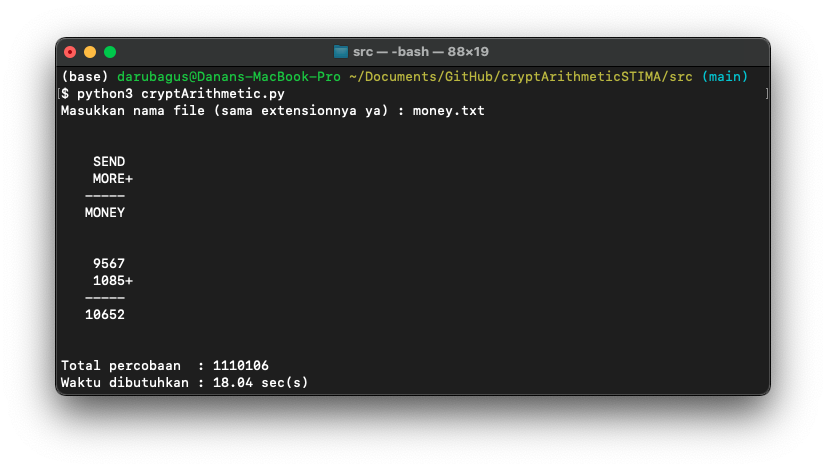 src — -bash — 88×19
(base) darubagus@Danans-MacBook-Pro ~/Documents/GitHub/cryptArithmeticSTIMA/src (main)
[$ python3 cryptArithmetic.py ]
Masukkan nama file (sama extensionnya ya) : money.txt
SEND
MORE+
-----
MONEY
9567
1085+
-----
10652
Total percobaan  : 1110106
Waktu dibutuhkan : 18.04 sec(s)